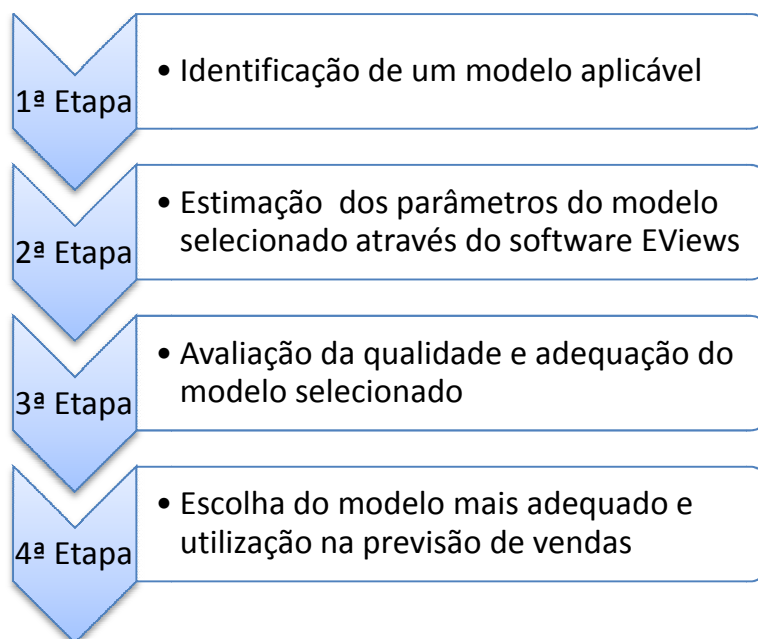 1ª Etapa
• Identificação de um modelo aplicável
2ª Etapa
• Estimação dos parâmetros do modelo
selecionado através do software EViews
3ª Etapa
• Avaliação da qualidade e adequação do
modelo selecionado
4ª Etapa
• Escolha do modelo mais adequado e
utilização na previsão de vendas